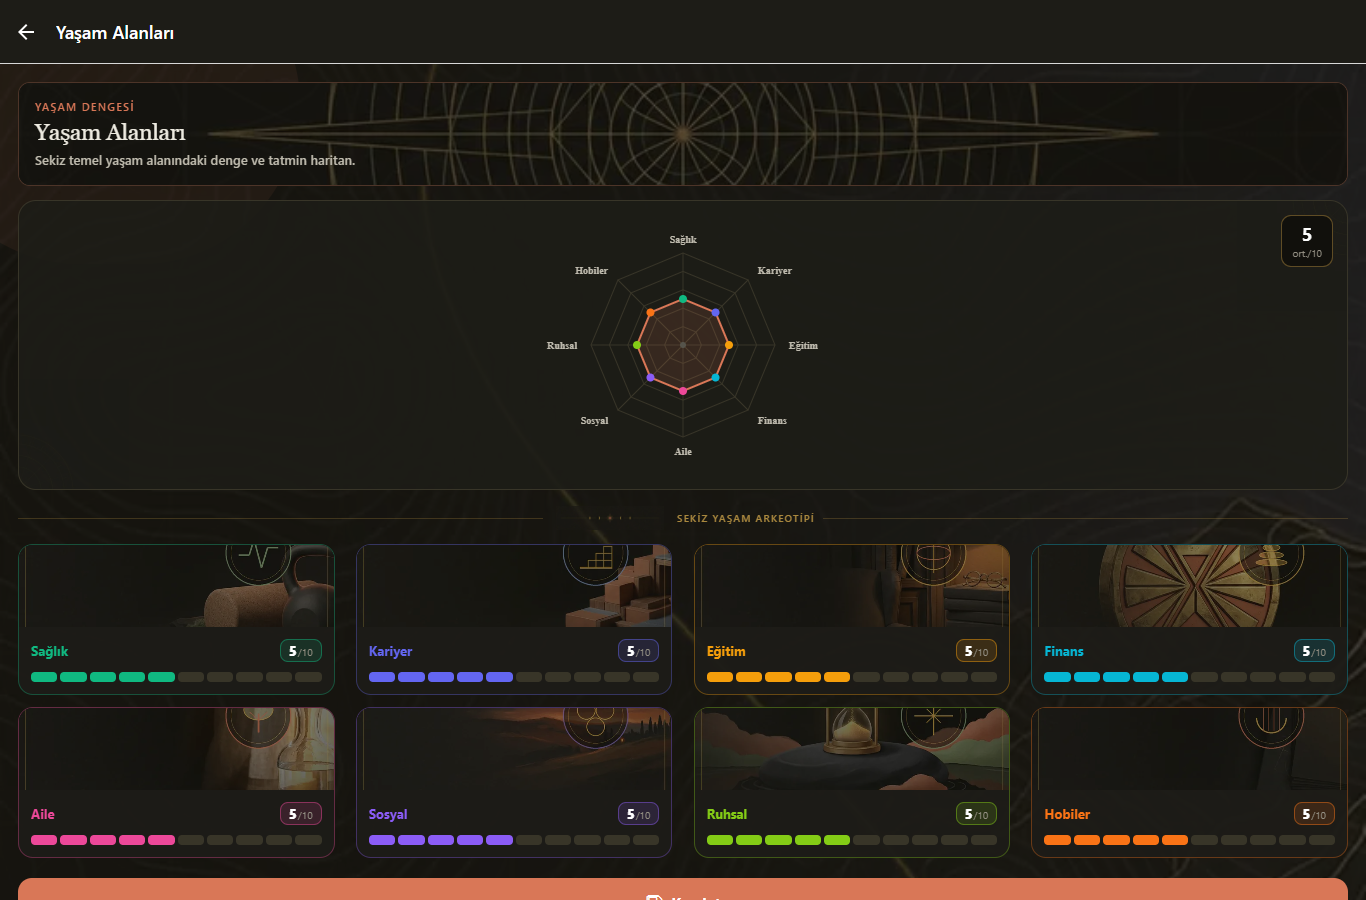 Yaşam Alanları
YAŞAM DENGESİ
Yaşam Alanları
Sekiz temel yaşam alanındaki denge ve tatmin haritan.
5
ort./10
Sağlık
Hobiler
Kariyer
Ruhsal
Eğitim
Sosyal
Finans
Aile
SEKİZ YAŞAM ARKEOTİPİ
Sağlık 5/10
Kariyer 5/10
Eğitim 5/10
Finans 5/10
Aile 5/10
Sosyal 5/10
Ruhsal 5/10
Hobiler 5/10